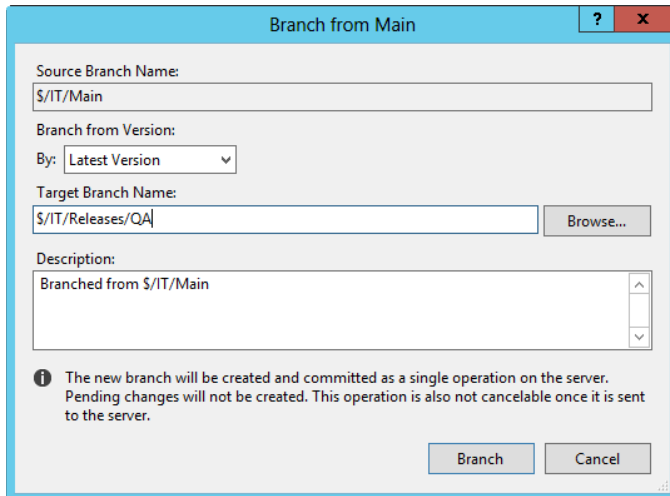 Branch from Main
? x
Source Branch Name:
$/IT/Main
Branch from Version:
By: Latest Version
Target Branch Name:
$/IT/Releases/QA
Browse...
Description:
Branched from $/IT/Main
The new branch will be created and committed as a single operation on the server.
Pending changes will not be created. This operation is also not cancelable once it is sent
to the server.
Branch Cancel